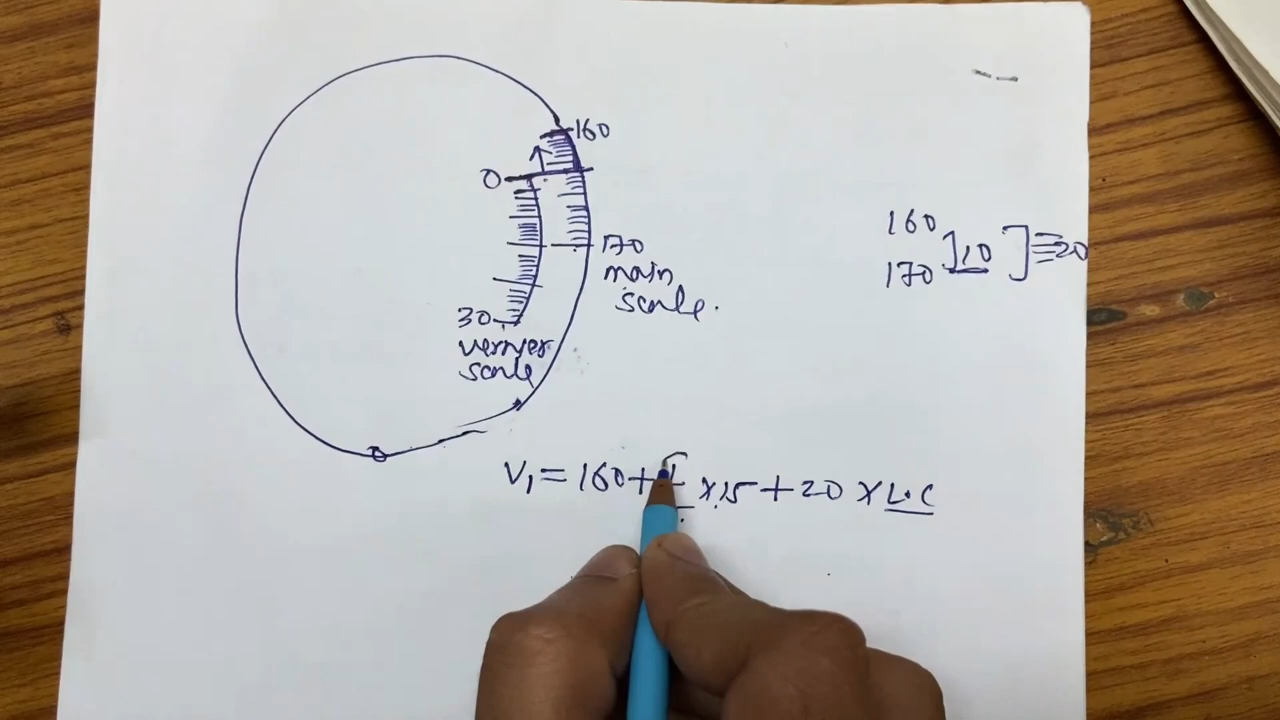 160
0
170
main
scale.
30
vernier
scale
160
170
10
20
V1 = 160 + × 15 + 20 × L.C